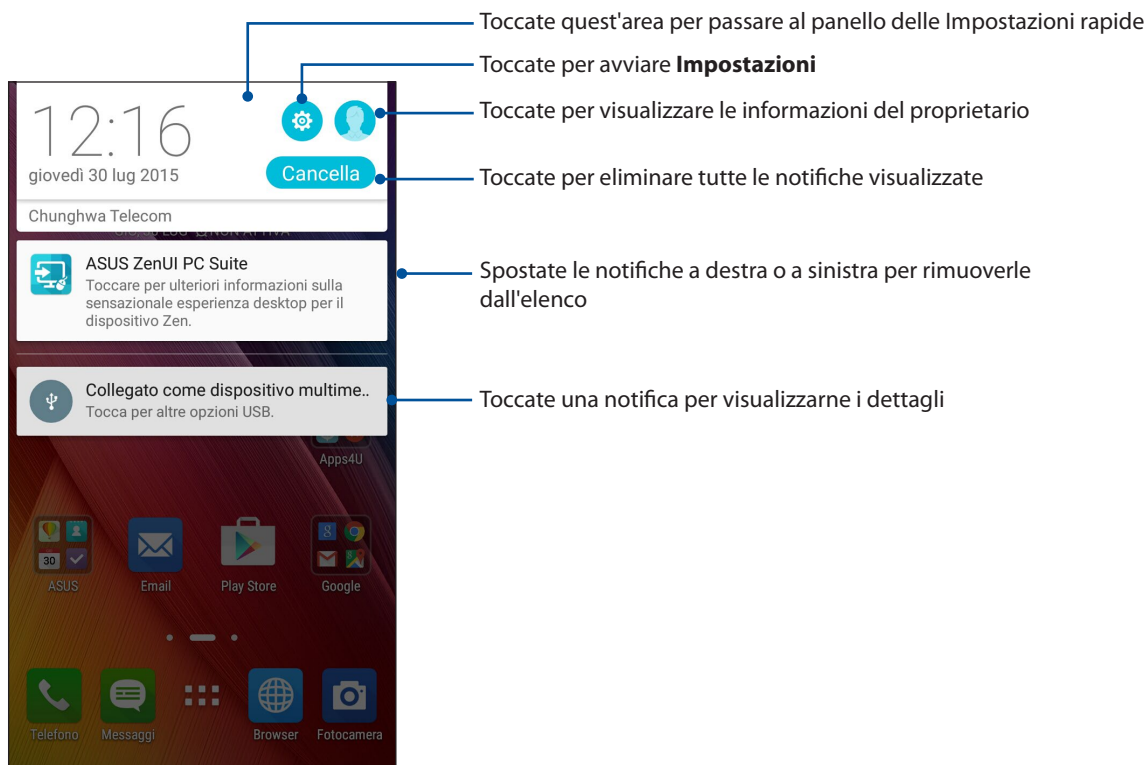 Toccate quest'area per passare al panello delle Impostazioni rapide
Toccate per avviare Impostazioni
Toccate per visualizzare le informazioni del proprietario
Toccate per eliminare tutte le notifiche visualizzate
Spostate le notifiche a destra o a sinistra per rimuoverle
dall'elenco
Toccate una notifica per visualizzarne i dettagli
12:16
giovedì 30 lug 2015
Cancella
Chunghwa Telecom
NON ATTIVA
ASUS ZenUI PC Suite
Toccare per ulteriori informazioni sulla
sensazionale esperienza desktop per il
dispositivo Zen.
Collegato come dispositivo multime..
Tocca per altre opzioni USB.
Apps4U
30
8
ASUS Email Play Store Google
Telefono Messaggi Browser Fotocamera